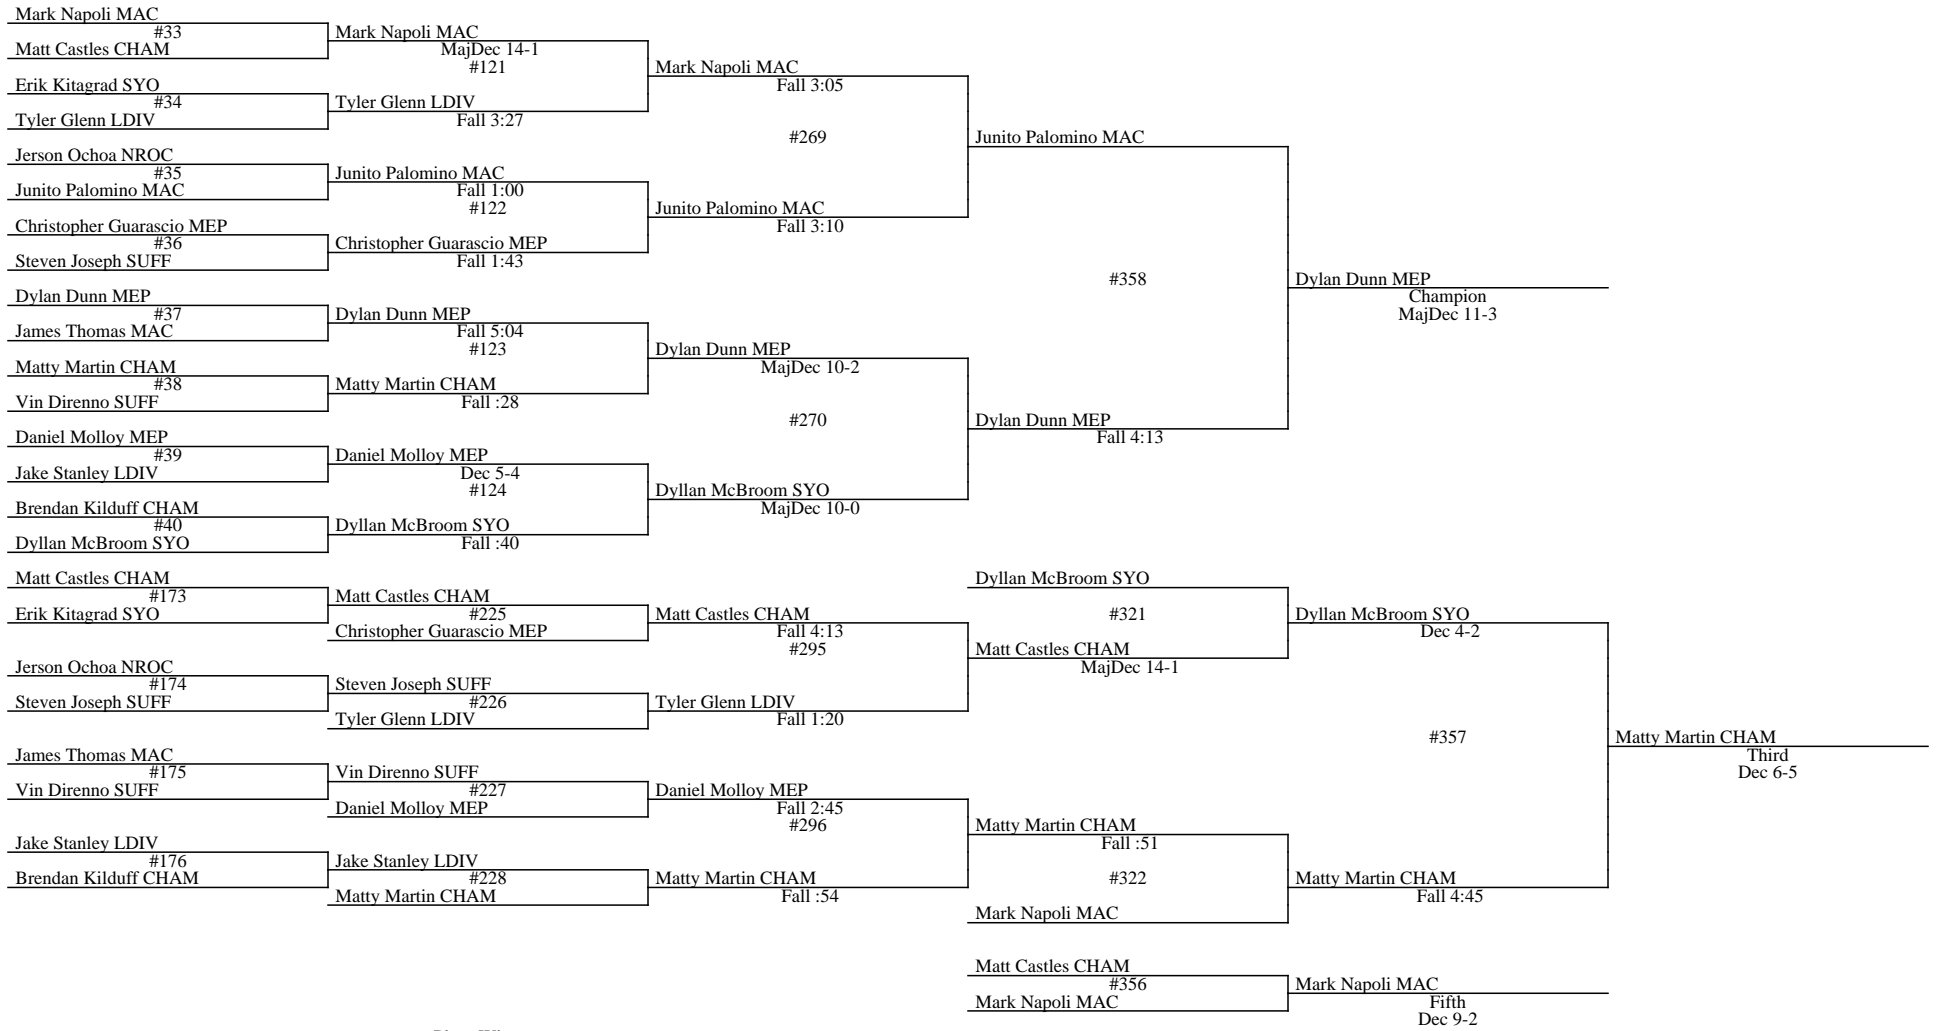 Mark Napoli MAC
#33
Matt Castles CHAM
Erik Kitagrad SYO
#34
Tyler Glenn LDIV
Jerson Ochoa NROC
#35
Junito Palomino MAC
Christopher Guarascio MEP
#36
Steven Joseph SUFF
Dylan Dunn MEP
#37
James Thomas MAC
Matty Martin CHAM
#38
Vin Direnno SUFF
Daniel Molloy MEP
#39
Jake Stanley LDIV
Brendan Kilduff CHAM
#40
Dyllan McBroom SYO
Mark Napoli MAC
MajDec 14-1
#121
Tyler Glenn LDIV
Fall 3:27
Junito Palomino MAC
Fall 1:00
#122
Christopher Guarascio MEP
Fall 1:43
Dylan Dunn MEP
Fall 5:04
#123
Matty Martin CHAM
Fall :28
Daniel Molloy MEP
Dec 5-4
#124
Dyllan McBroom SYO
Fall :40
Mark Napoli MAC
Fall 3:05
#269
Junito Palomino MAC
Fall 3:10
Dylan Dunn MEP
MajDec 10-2
#270
Dyllan McBroom SYO
MajDec 10-0
Junito Palomino MAC
#358
Dylan Dunn MEP
Fall 4:13
Dylan Dunn MEP
Champion
MajDec 11-3
Matt Castles CHAM
#173
Erik Kitagrad SYO
Jerson Ochoa NROC
#174
Steven Joseph SUFF
James Thomas MAC
#175
Vin Direnno SUFF
Jake Stanley LDIV
#176
Brendan Kilduff CHAM
Matt Castles CHAM
#225
Christopher Guarascio MEP
Steven Joseph SUFF
#226
Tyler Glenn LDIV
Vin Direnno SUFF
#227
Daniel Molloy MEP
Jake Stanley LDIV
#228
Matty Martin CHAM
Matt Castles CHAM
Fall 4:13
#295
Tyler Glenn LDIV
Fall 1:20
Daniel Molloy MEP
Fall 2:45
#296
Matty Martin CHAM
Fall :54
Dyllan McBroom SYO
#321
Matt Castles CHAM
MajDec 14-1
Matty Martin CHAM
Fall :51
#322
Mark Napoli MAC
Dyllan McBroom SYO
Dec 4-2
#357
Matty Martin CHAM
Fall 4:45
Matty Martin CHAM
Third
Dec 6-5
Matt Castles CHAM
#356
Mark Napoli MAC
Mark Napoli MAC
Fifth
Dec 9-2